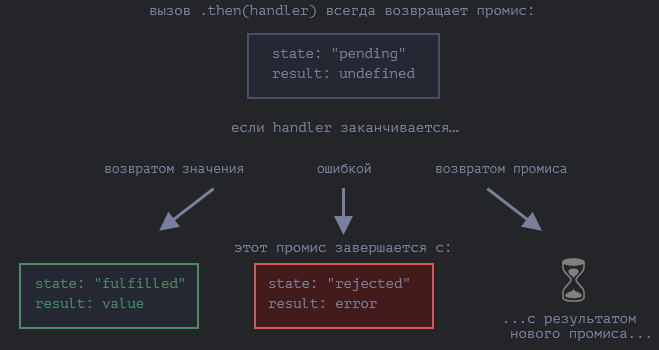 вызов .then(handler) всегда возвращает промис:
state: "pending"
result: undefined
если handler заканчивается…
возвратом значения
ошибкой
возвратом промиса
этот промис завершается с:
state: "fulfilled"
result: value
state: "rejected"
result: error
...с результатом
нового промиса...